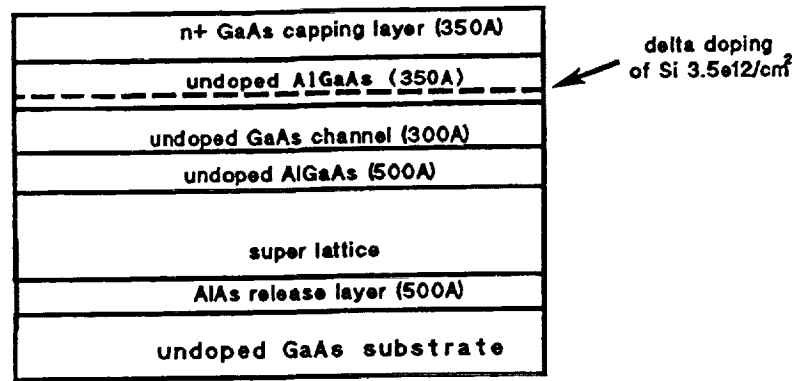 n+ GaAs capping layer (350A)
delta doping
of Si 3.5e12/cm²
undoped AlGaAs (350A)
undoped GaAs channel (300A)
undoped AlGaAs (500A)
super lattice
AlAs release layer (500A)
undoped GaAs substrate